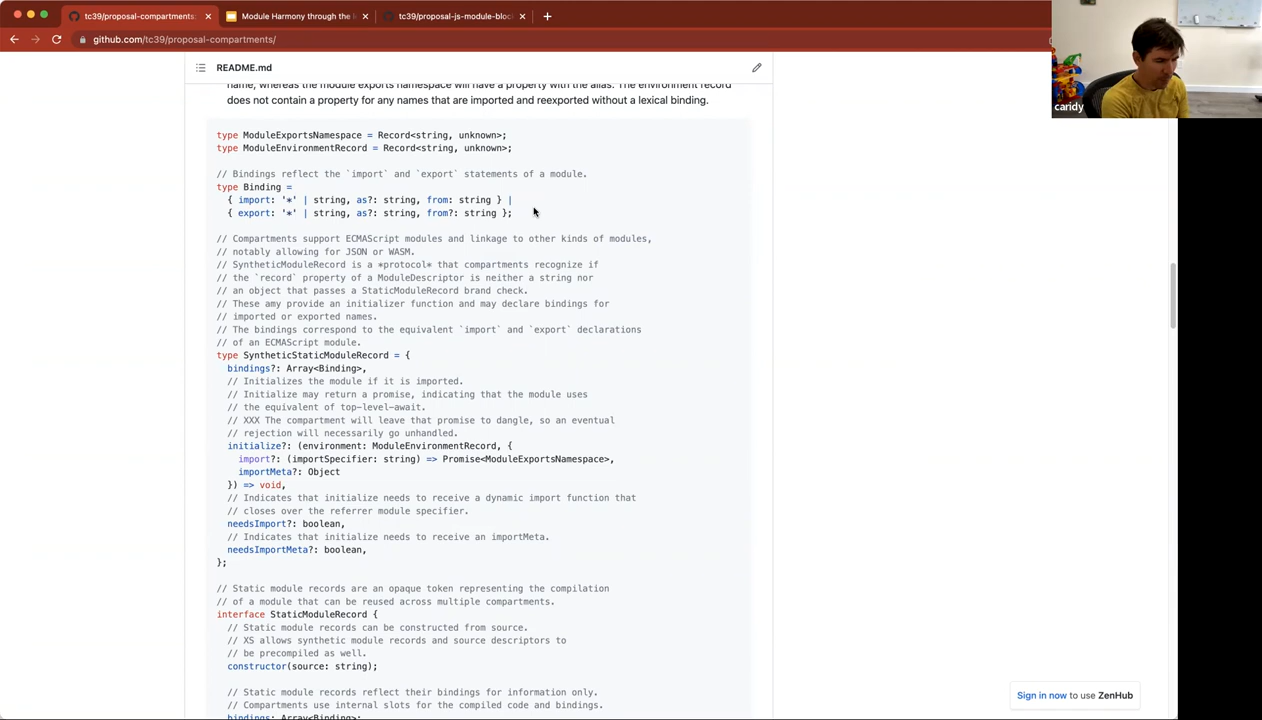 tc39/proposal-compartments:
Module Harmony through the l
tc39/proposal-js-module-block
github.com/tc39/proposal-compartments/
caridy
README.md
name, whereas the module exports namespace will have a property with the alias. The environment record
does not contain a property for any names that are imported and reexported without a lexical binding.
type ModuleExportsNamespace = Record<string, unknown>;
type ModuleEnvironmentRecord = Record<string, unknown>;
// Bindings reflect the `import` and `export` statements of a module.
type Binding =
{ import: '*' | string, as?: string, from: string } |
{ export: '*' | string, as?: string, from?: string };
// Compartments support ECMAScript modules and linkage to other kinds of modules,
// notably allowing for JSON or WASM.
// SyntheticModuleRecord is a *protocol* that compartments recognize if
// the `record` property of a ModuleDescriptor is neither a string nor
// an object that passes a StaticModuleRecord brand check.
// These amy provide an initializer function and may declare bindings for
// imported or exported names.
// The bindings correspond to the equivalent `import` and `export` declarations
// of an ECMAScript module.
type SyntheticStaticModuleRecord = {
bindings?: Array<Binding>,
// Initializes the module if it is imported.
// Initialize may return a promise, indicating that the module uses
// the equivalent of top-level-await.
// XXX The compartment will leave that promise to dangle, so an eventual
// rejection will necessarily go unhandled.
initialize?: (environment: ModuleEnvironmentRecord, {
import?: (importSpecifier: string) => Promise<ModuleExportsNamespace>,
importMeta?: Object
}) => void,
// Indicates that initialize needs to receive a dynamic import function that
// closes over the referrer module specifier.
needsImport?: boolean,
// Indicates that initialize needs to receive an importMeta.
needsImportMeta?: boolean,
};
// Static module records are an opaque token representing the compilation
// of a module that can be reused across multiple compartments.
interface StaticModuleRecord {
// Static module records can be constructed from source.
// XS allows synthetic module records and source descriptors to
// be precompiled as well.
constructor(source: string);
// Static module records reflect their bindings for information only.
// Compartments use internal slots for the compiled code and bindings.
bindings: Array<Binding>;
Sign in now to use ZenHub